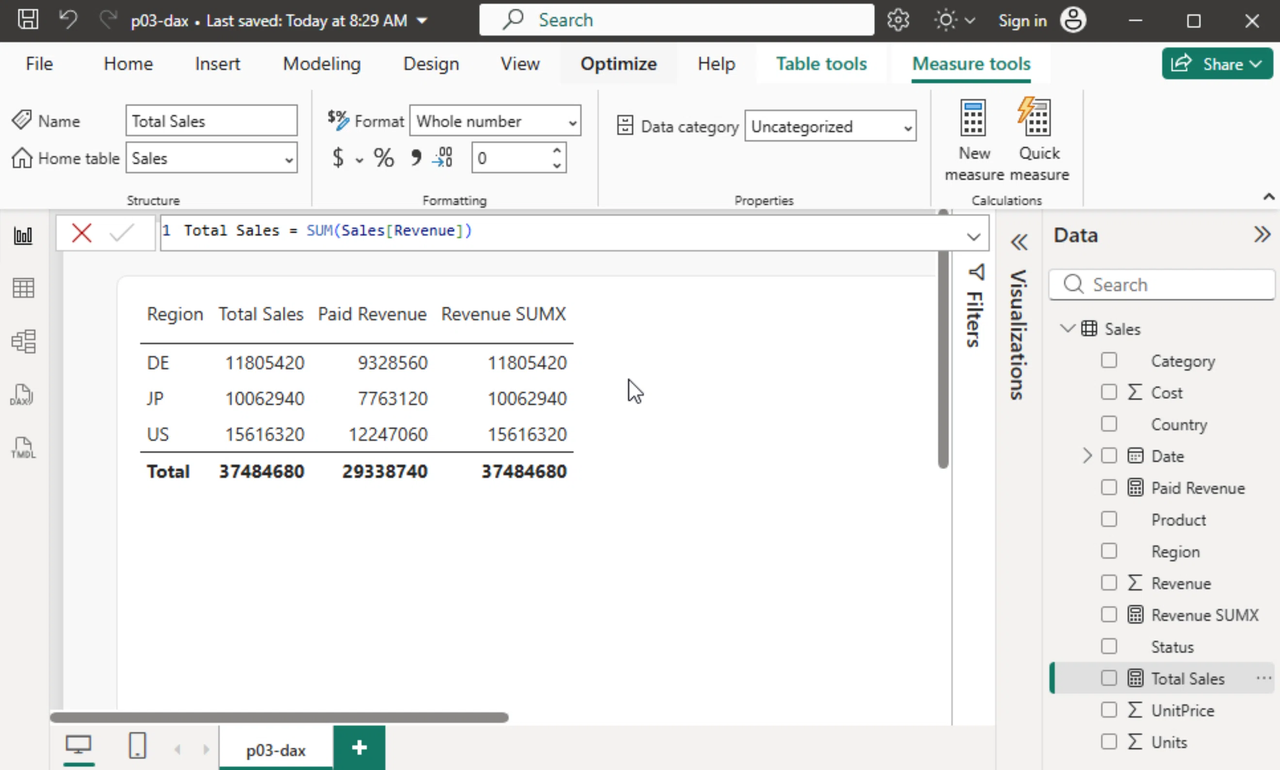 p03-dax • Last saved: Today at 8:29 AM
Search
Sign in
File
Home
Insert
Modeling
Design
View
Optimize
Help
Table tools
Measure tools
Share
Name
Total Sales
Home table
Sales
Structure
$% Format
Whole number
$ % , .00 →.0
0
Formatting
Data category
Uncategorized
Properties
New measure
Quick measure
Calculations
1 Total Sales = SUM(Sales[Revenue])
Region Total Sales Paid Revenue Revenue SUMX
DE 11805420 9328560 11805420
JP 10062940 7763120 10062940
US 15616320 12247060 15616320
Total 37484680 29338740 37484680
DAX
TMDL
Filters
Visualizations
Data
Search
Sales
Category
Σ Cost
Country
Date
Paid Revenue
Product
Region
Σ Revenue
Revenue SUMX
Status
Total Sales ...
Σ UnitPrice
Σ Units
p03-dax
+